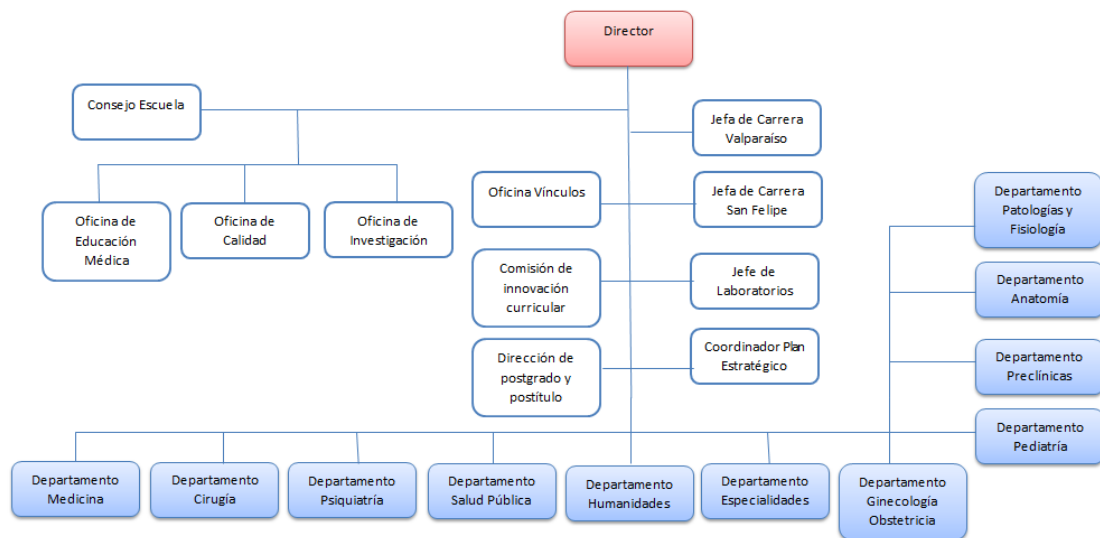 Director
Consejo Escuela
Jefa de Carrera
Valparaíso
Oficina Vínculos
Jefa de Carrera
San Felipe
Departamento
Patologías y
Fisiología
Oficina de
Educación
Médica
Oficina de
Calidad
Oficina de
Investigación
Comisión de
innovación
curricular
Jefe de
Laboratorios
Departamento
Anatomía
Dirección de
postgrado y
postítulo
Coordinador Plan
Estratégico
Departamento
Preclínicas
Departamento
Pediatría
Departamento
Medicina
Departamento
Cirugía
Departamento
Psiquiatría
Departamento
Salud Pública
Departamento
Humanidades
Departamento
Especialidades
Departamento
Ginecología
Obstetricia